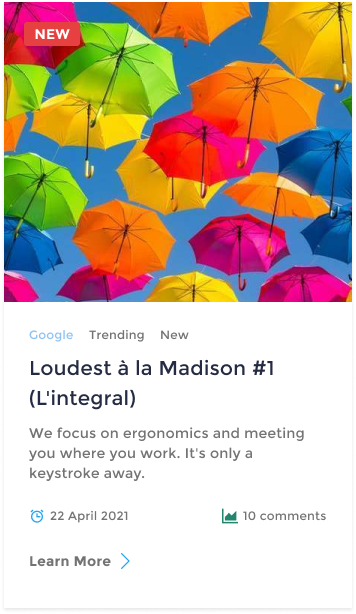 NEW
Google Trending New
Loudest à la Madison #1
(L'integral)
We focus on ergonomics and meeting
you where you work. It's only a
keystroke away.
22 April 2021 10 comments
Learn More